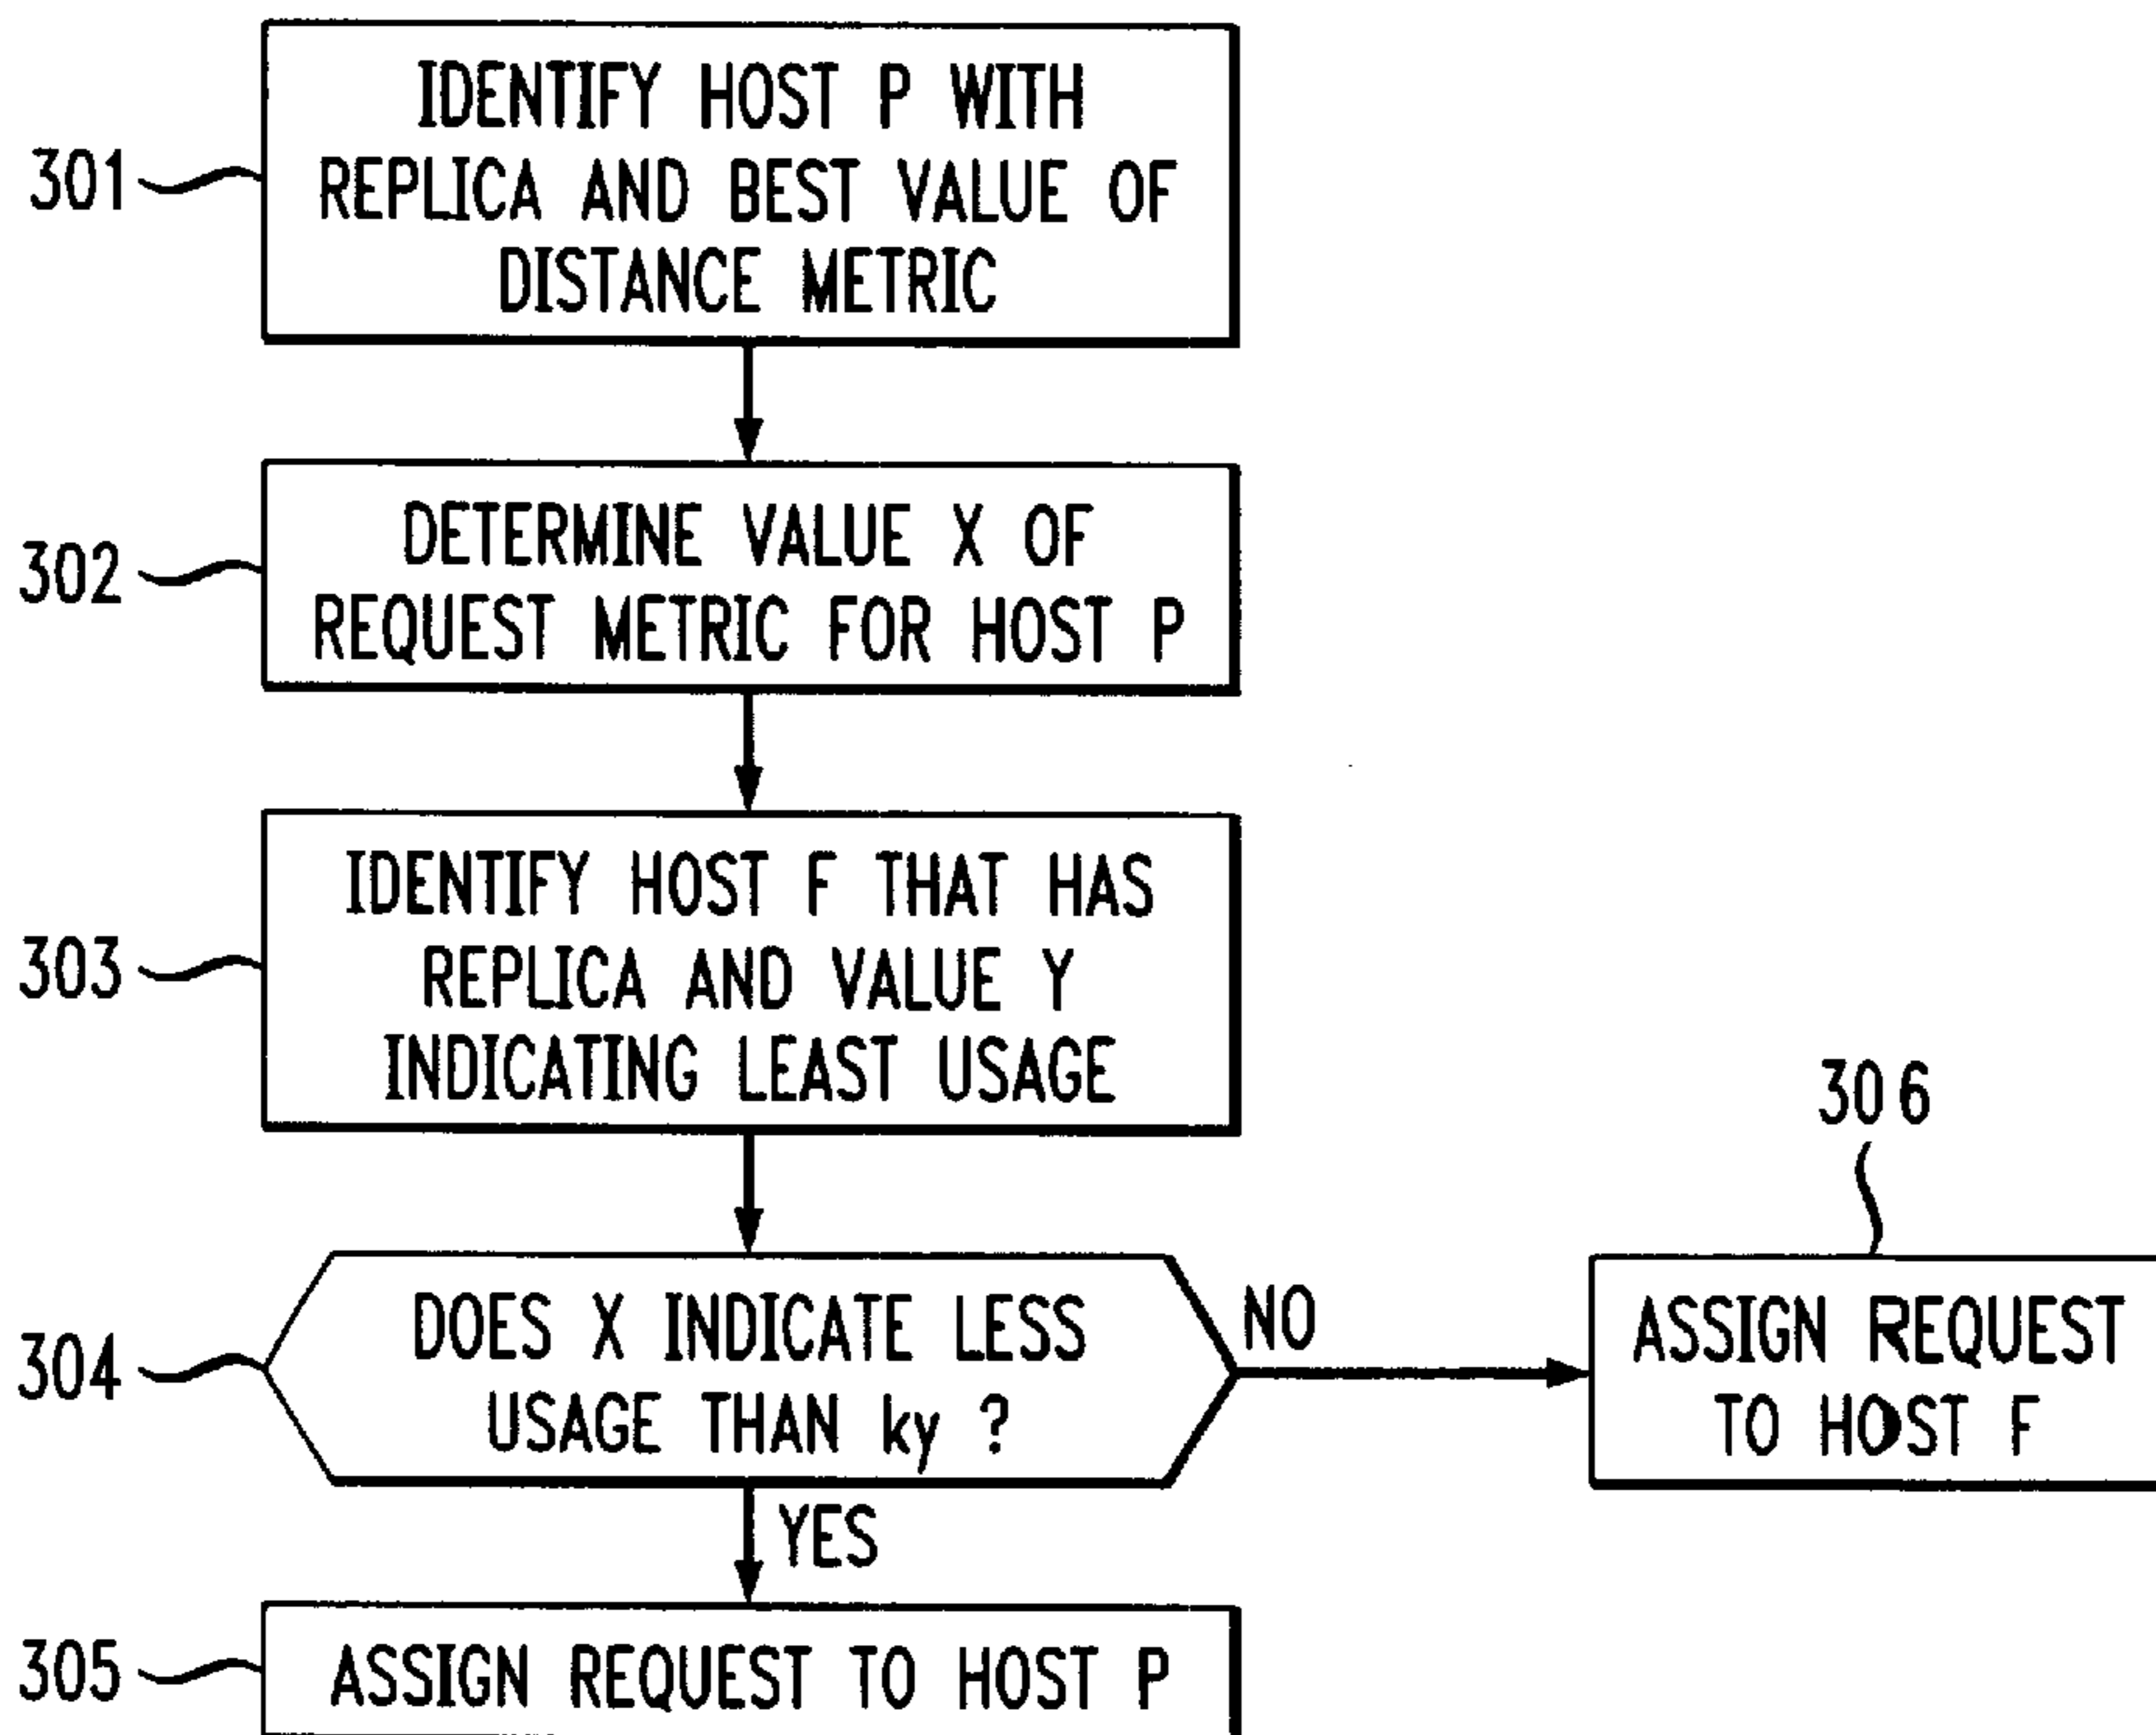 301
IDENTIFY HOST P WITH
REPLICA AND BEST VALUE OF
DISTANCE METRIC
302
DETERMINE VALUE X OF
REQUEST METRIC FOR HOST P
303
IDENTIFY HOST F THAT HAS
REPLICA AND VALUE Y
INDICATING LEAST USAGE
304
DOES X INDICATE LESS
USAGE THAN ky ?
NO
306
ASSIGN REQUEST
TO HOST F
YES
305
ASSIGN REQUEST TO HOST P